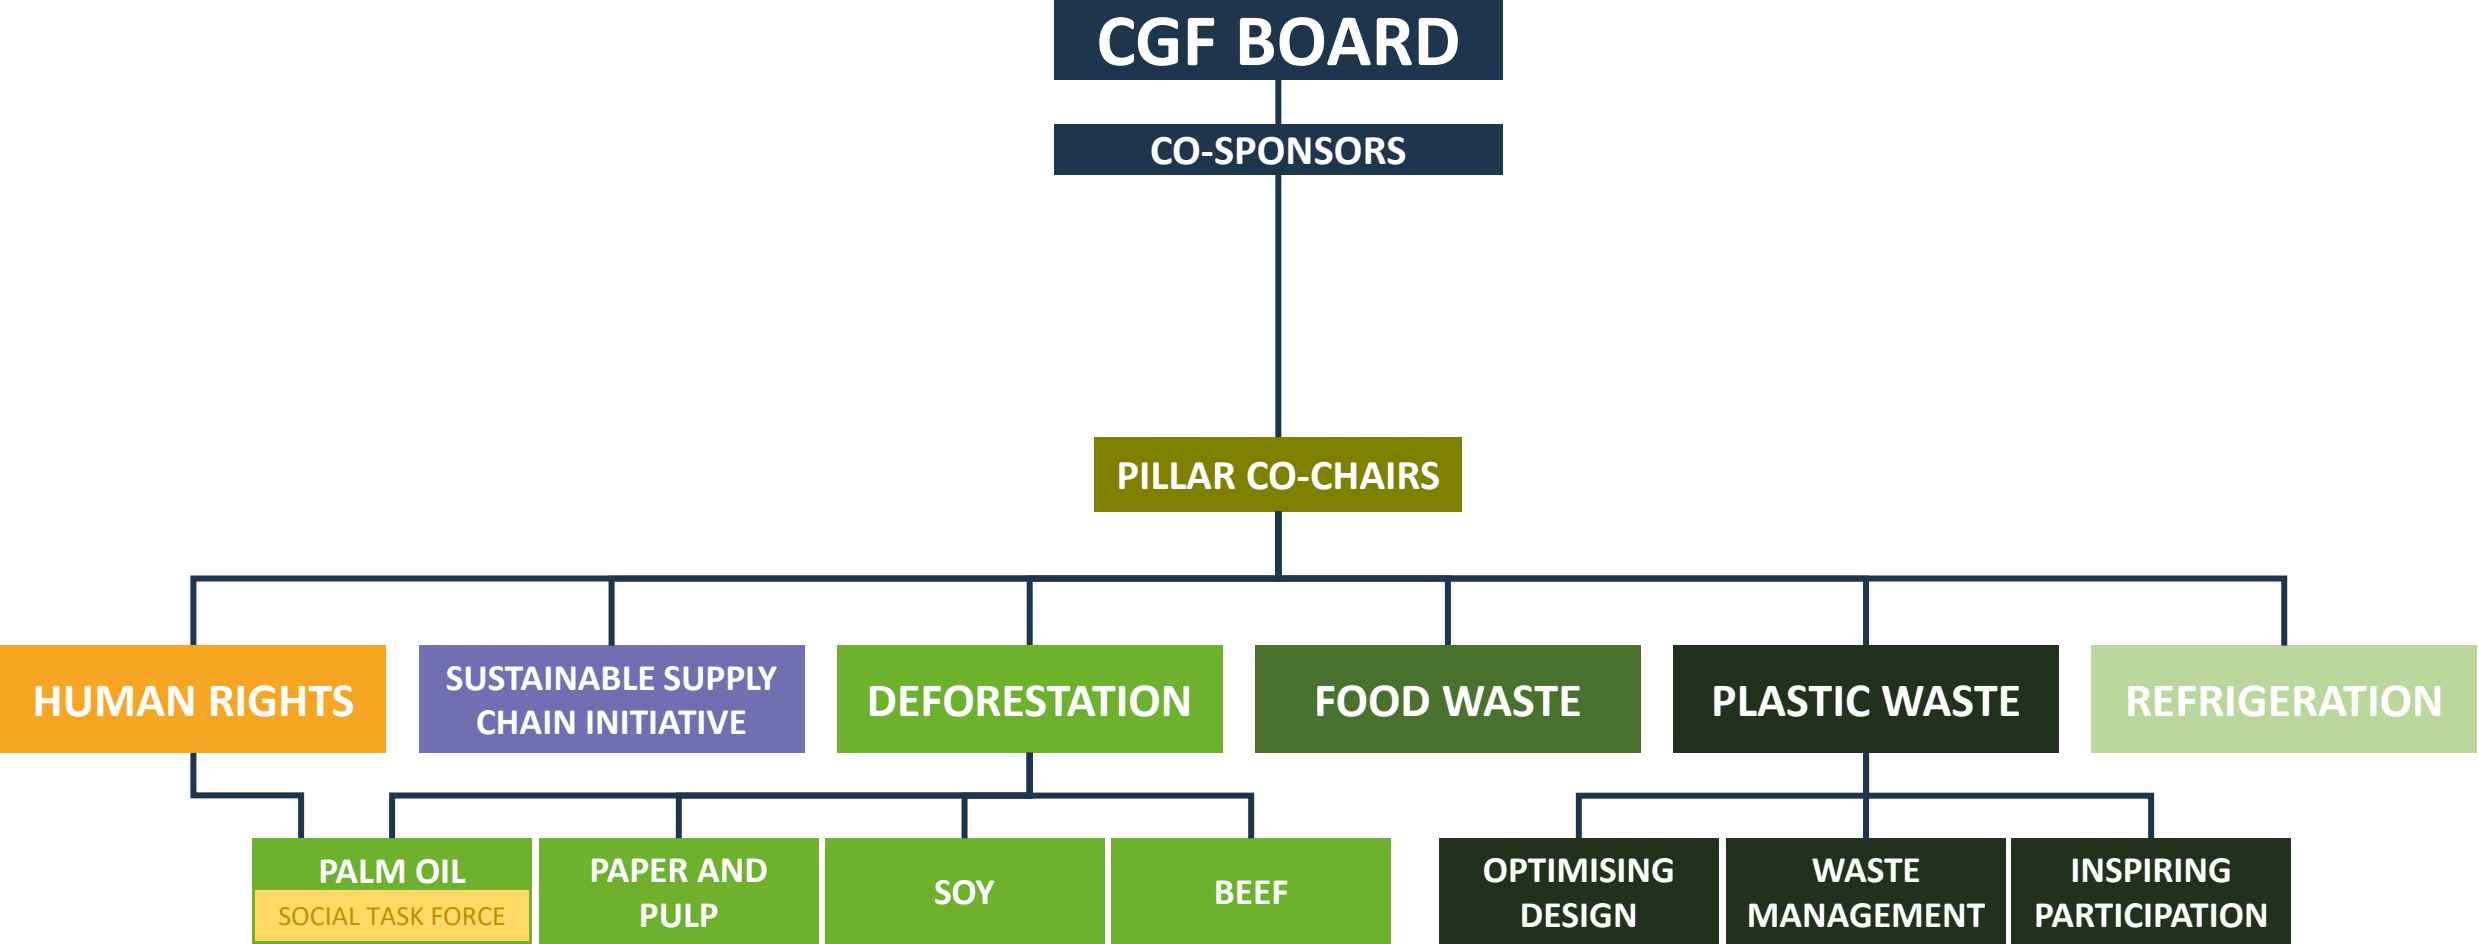 CGF BOARD
CO-SPONSORS
PILLAR CO-CHAIRS
HUMAN RIGHTS
SUSTAINABLE SUPPLY
CHAIN INITIATIVE
DEFORESTATION
FOOD WASTE
PLASTIC WASTE
REFRIGERATION
PALM OIL
SOCIAL TASK FORCE
PAPER AND
PULP
SOY
BEEF
OPTIMISING
DESIGN
WASTE
MANAGEMENT
INSPIRING
PARTICIPATION